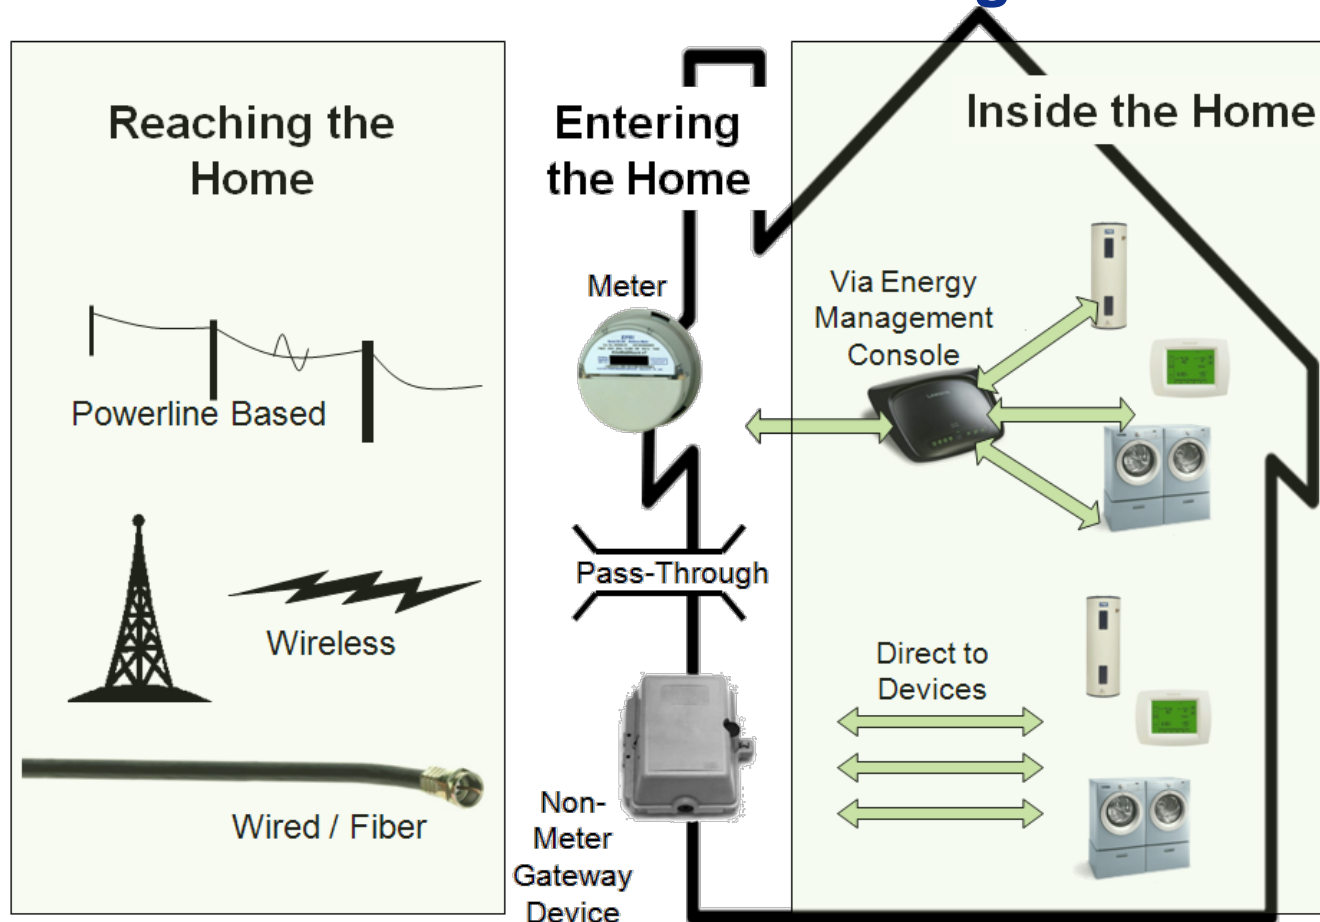 Reaching the
Home
Entering
the Home
Inside the Home
Powerline Based
Wireless
Wired / Fiber
Meter
Pass-Through
Non-
Meter
Gateway
Device
Via Energy
Management
Console
Direct to
Devices